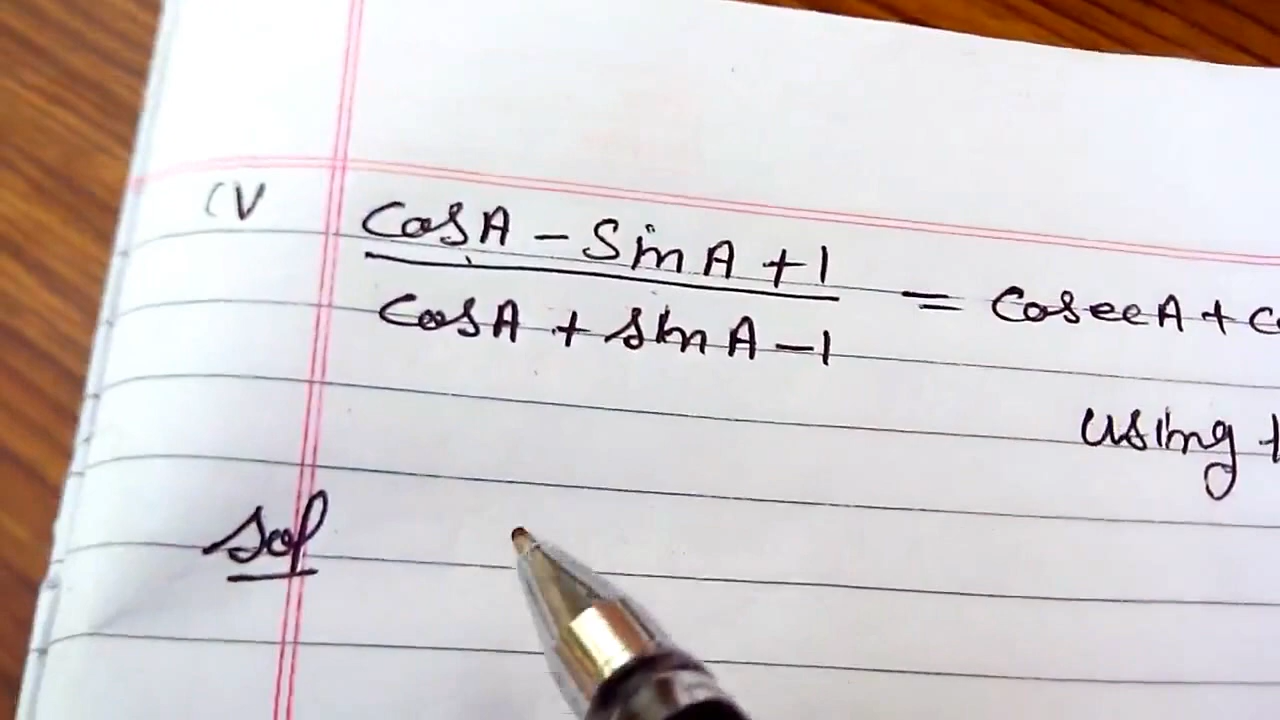 (V
CosA - SinA + 1
CosA + sinA - 1
= CosecA + C
using
Sol